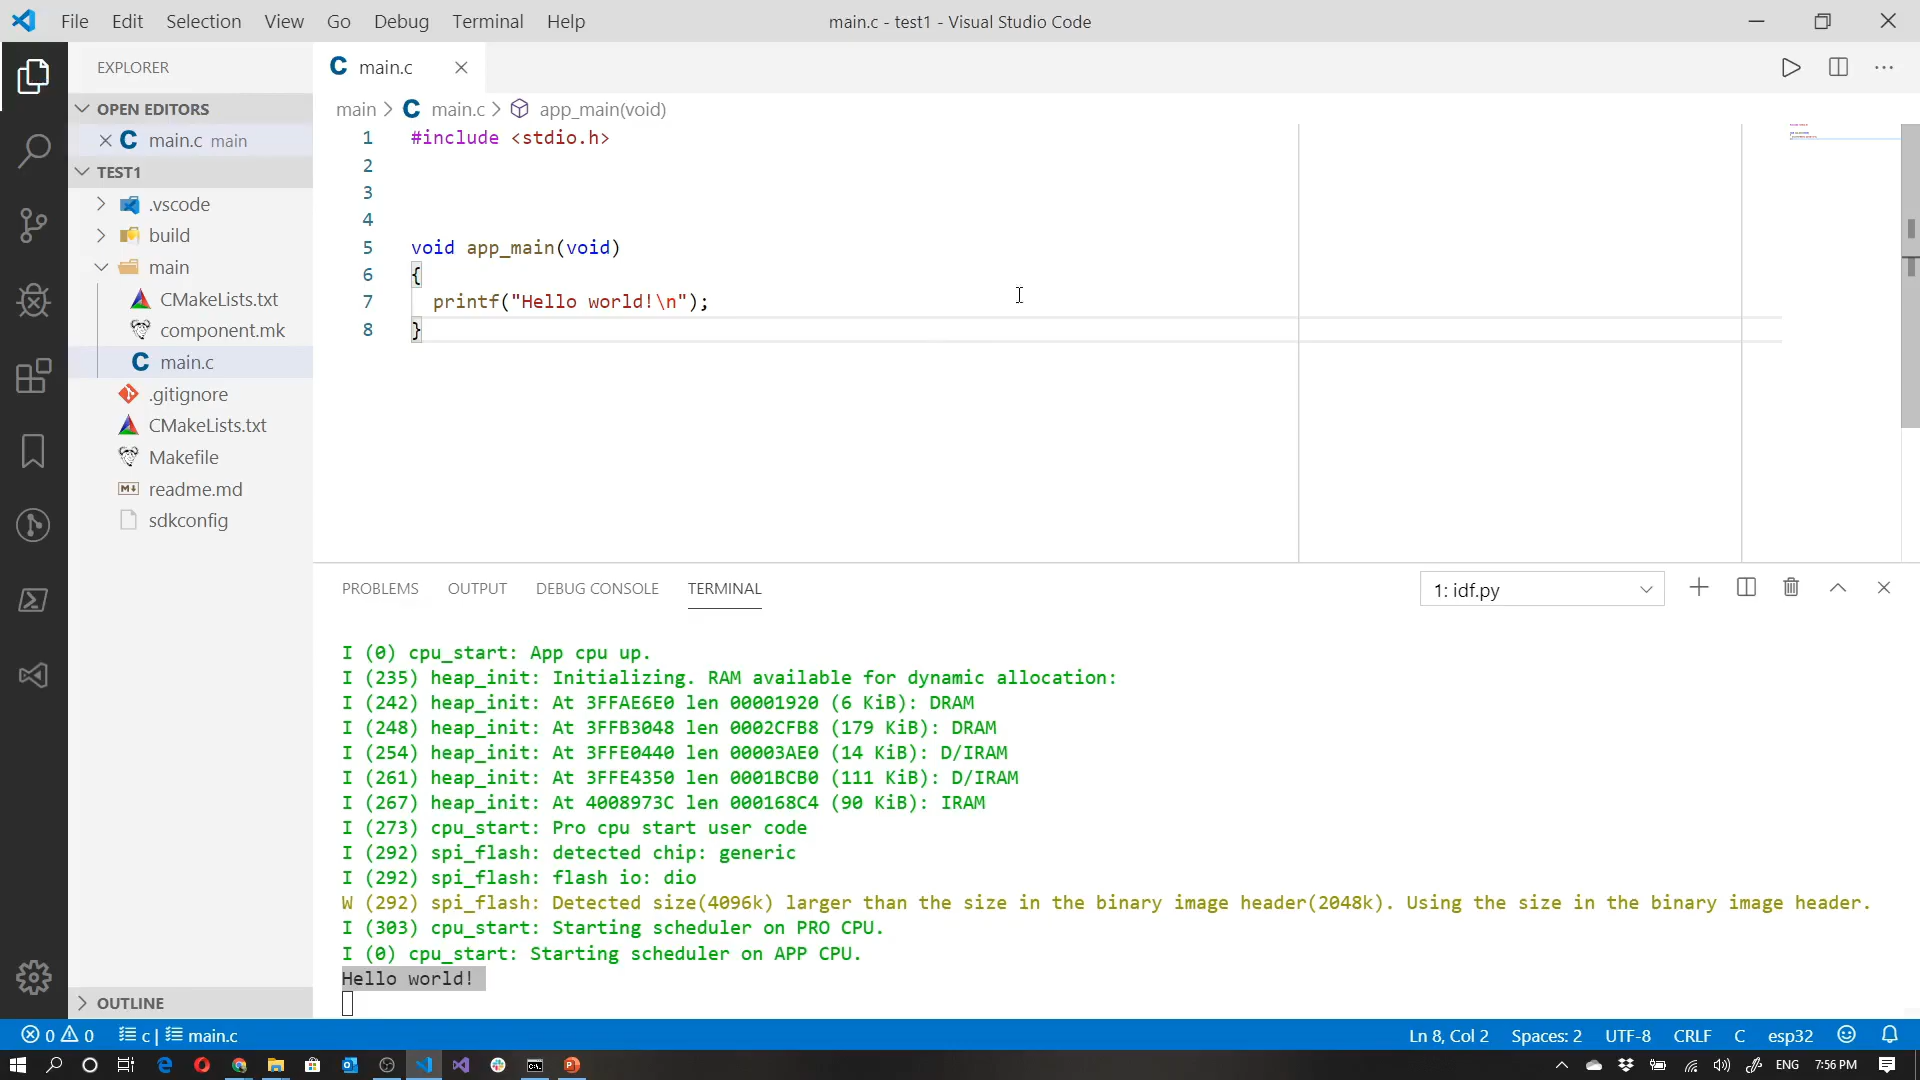 File Edit Selection View Go Debug Terminal Help
main.c - test1 - Visual Studio Code
EXPLORER
OPEN EDITORS
main.c main
TEST1
.vscode
build
main
CMakeLists.txt
component.mk
main.c
.gitignore
CMakeLists.txt
Makefile
readme.md
sdkconfig
OUTLINE
main.c
main > main.c > app_main(void)
1 #include <stdio.h>
2
3
4
5 void app_main(void)
6 {
7 printf("Hello world!\n");
8 }
PROBLEMS OUTPUT DEBUG CONSOLE TERMINAL
1: idf.py
I (0) cpu_start: App cpu up.
I (235) heap_init: Initializing. RAM available for dynamic allocation:
I (242) heap_init: At 3FFAE6E0 len 00001920 (6 KiB): DRAM
I (248) heap_init: At 3FFB3048 len 0002CFB8 (179 KiB): DRAM
I (254) heap_init: At 3FFE0440 len 00003AE0 (14 KiB): D/IRAM
I (261) heap_init: At 3FFE4350 len 0001BCB0 (111 KiB): D/IRAM
I (267) heap_init: At 4008973C len 000168C4 (90 KiB): IRAM
I (273) cpu_start: Pro cpu start user code
I (292) spi_flash: detected chip: generic
I (292) spi_flash: flash io: dio
W (292) spi_flash: Detected size(4096k) larger than the size in the binary image header(2048k). Using the size in the binary image header.
I (303) cpu_start: Starting scheduler on PRO CPU.
I (0) cpu_start: Starting scheduler on APP CPU.
Hello world!
0 0 c | main.c
Ln 8, Col 2 Spaces: 2 UTF-8 CRLF C esp32
ENG 7:56 PM